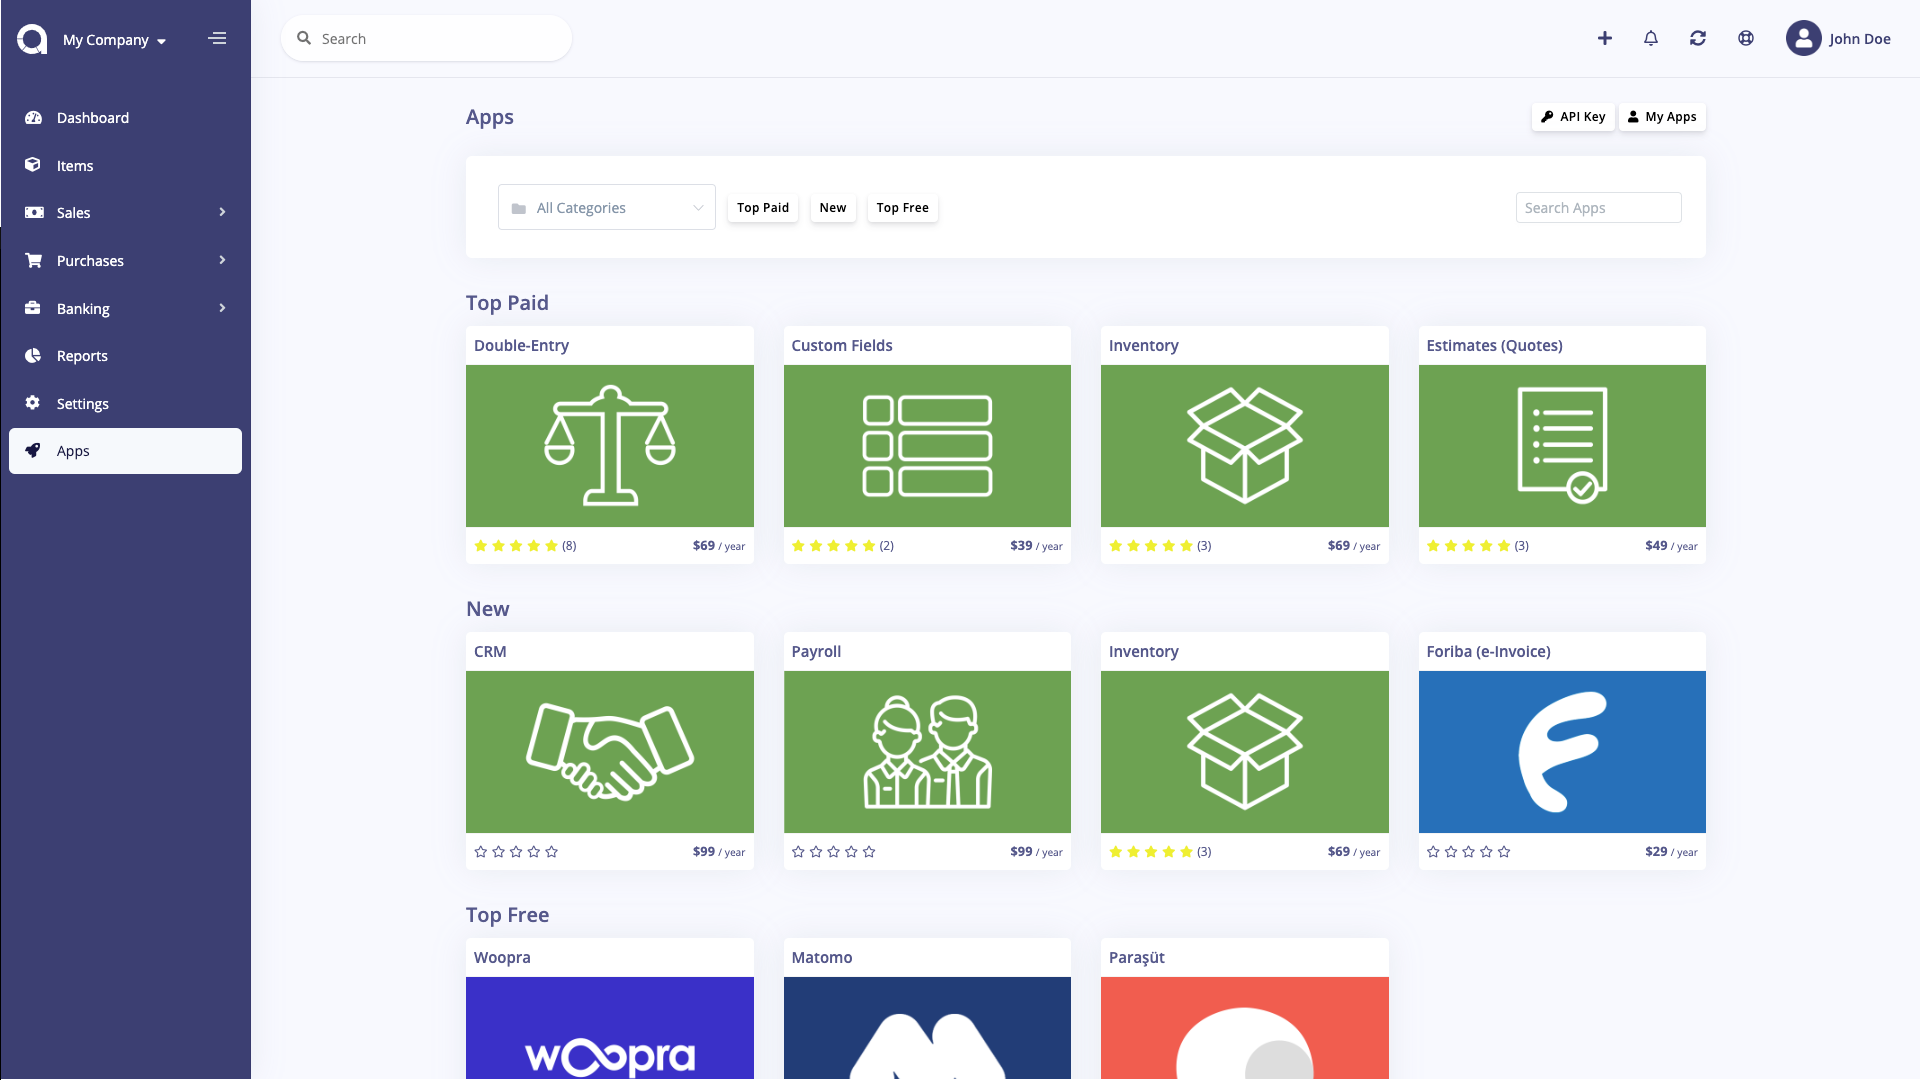 My Company
Search
John Doe
Dashboard
Items
Sales
Purchases
Banking
Reports
Settings
Apps
Apps
API Key
My Apps
All Categories
Top Paid
New
Top Free
Search Apps
Top Paid
Double-Entry
Custom Fields
Inventory
Estimates (Quotes)
(8) $69 / year
(2) $39 / year
(3) $69 / year
(3) $49 / year
New
CRM
Payroll
Inventory
Foriba (e-Invoice)
$99 / year
$99 / year
(3) $69 / year
$29 / year
Top Free
Woopra
Matomo
Paraşüt
woopra